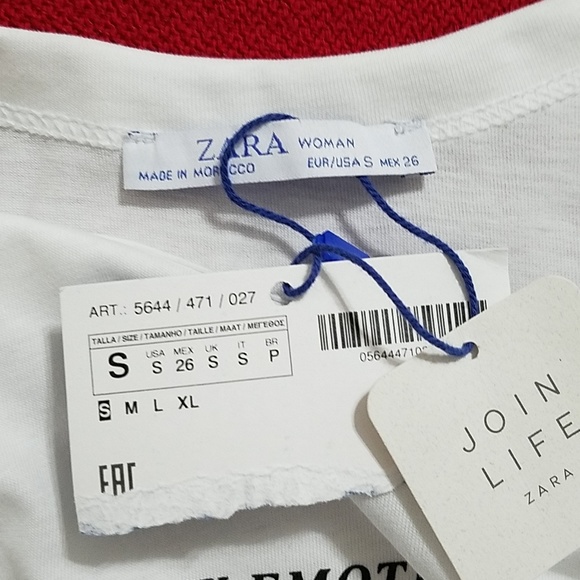 ZARA WOMAN
MADE IN MOROCCO EUR/USA S MEX 26
ART.: 5644 / 471 / 027
TALLA / SIZE / TAMANHO / TAILLE / MAAT / ΜΕΓΕΘΟΣ
S
USA MEX UK IT BR
S 26 S S P
S M L XL
EAC
JOIN
LIFE
ZARA